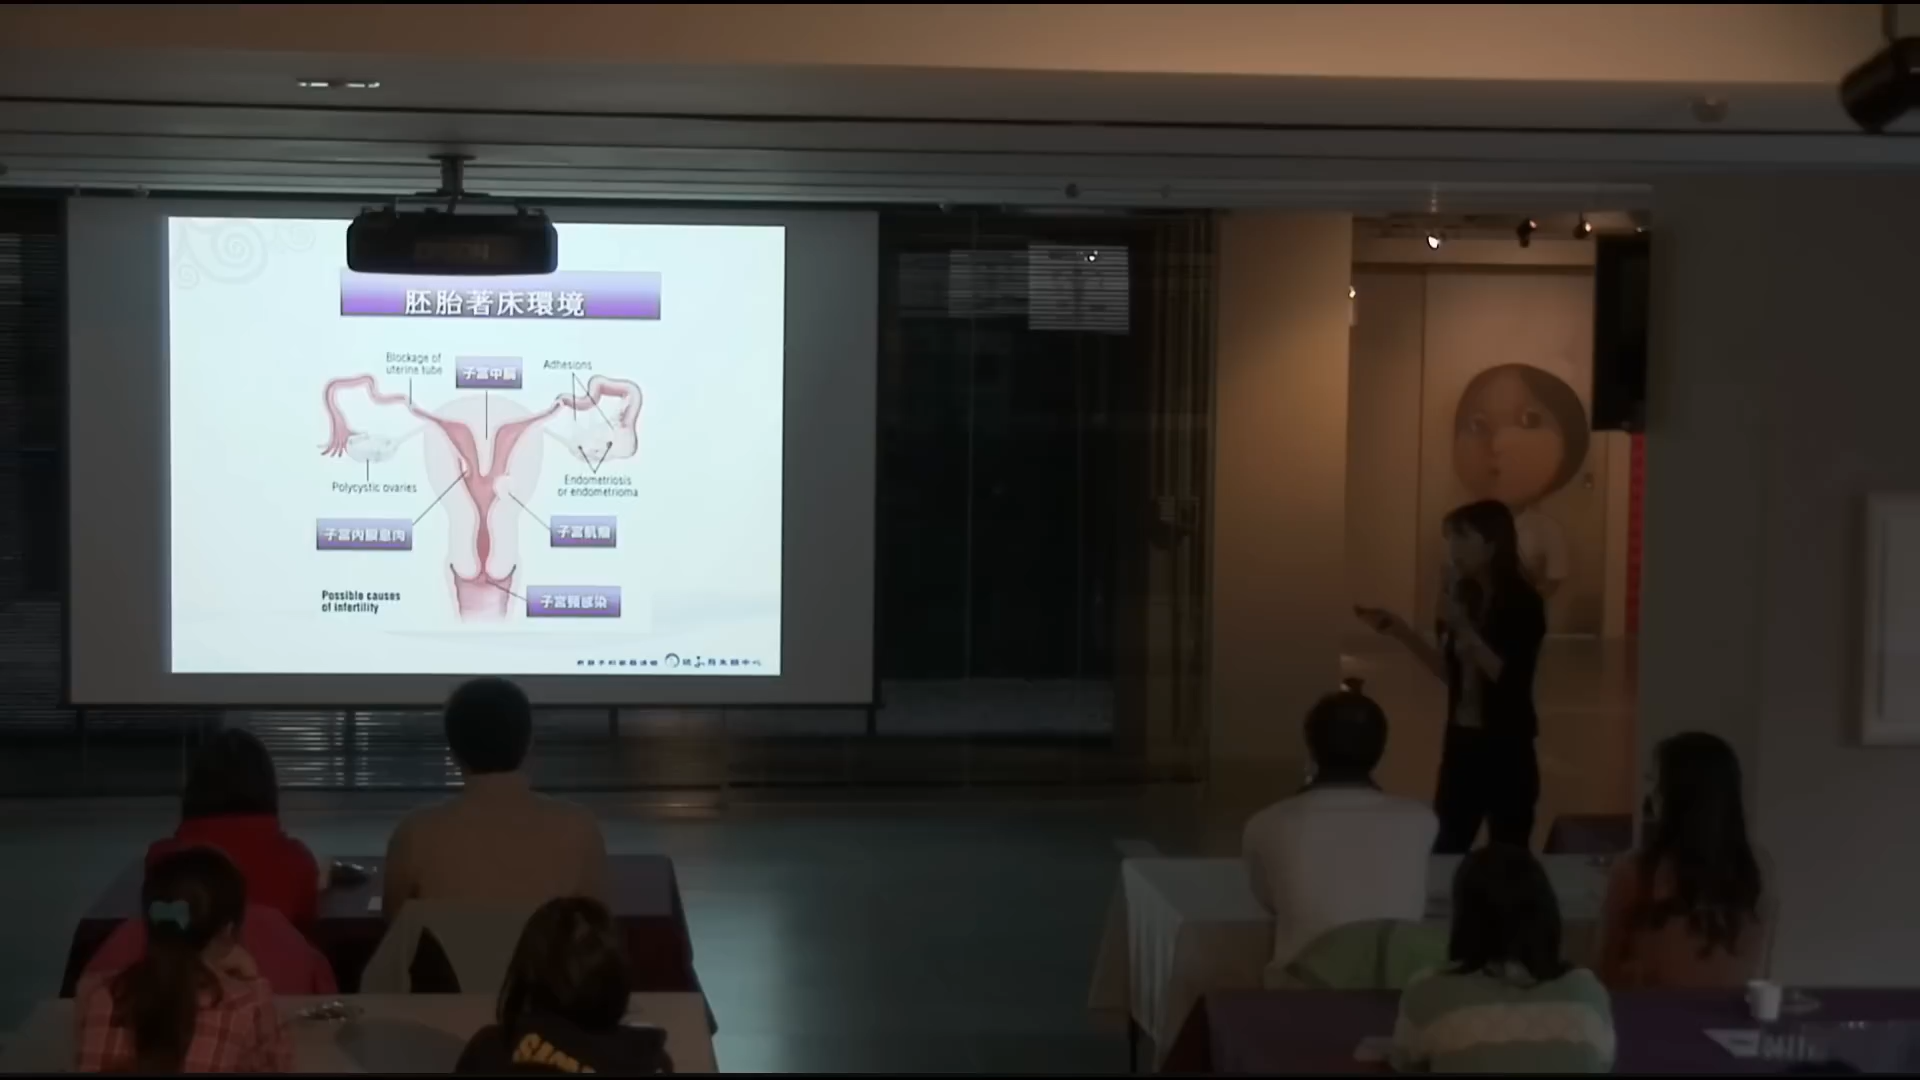 胚胎著床環境
Blockage of
uterine tube
子宮中膈
Adhesions
Polycystic ovaries
Endometriosis
or endometrioma
子宮內膜息肉
子宮肌瘤
Possible causes
of infertility
子宮頸感染